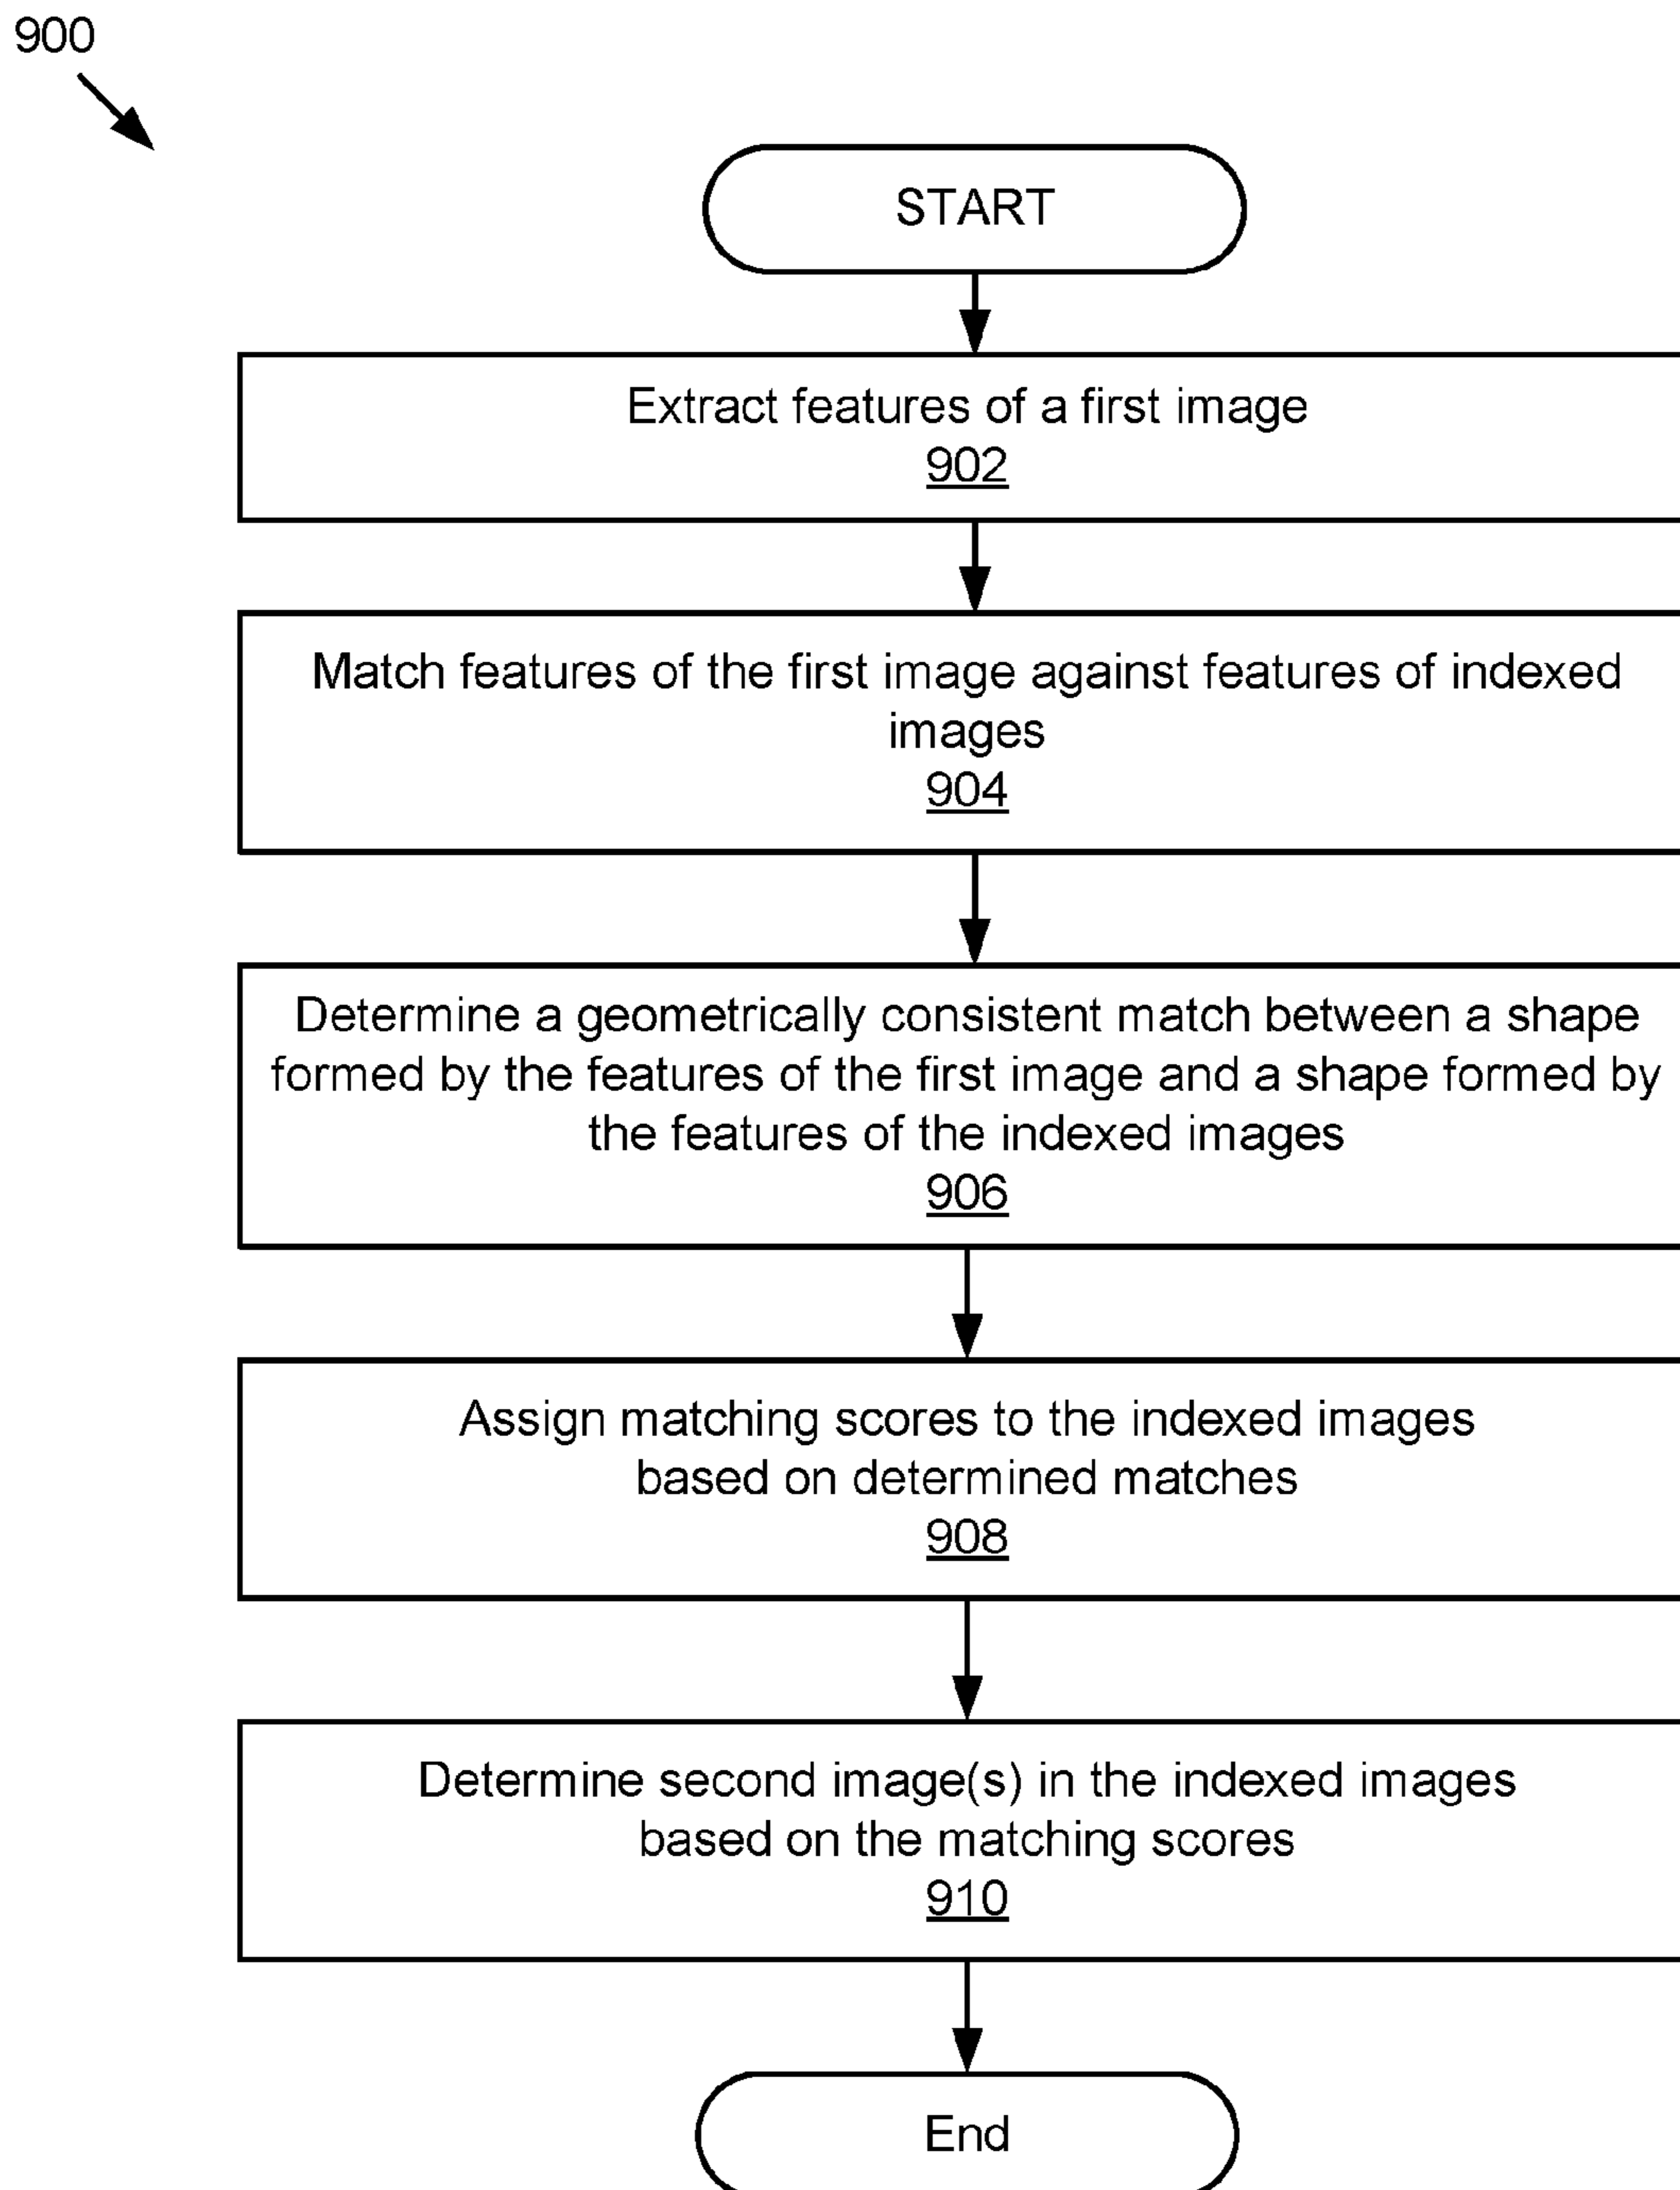 900
START
Extract features of a first image
902
Match features of the first image against features of indexed
images
904
Determine a geometrically consistent match between a shape
formed by the features of the first image and a shape formed by
the features of the indexed images
906
Assign matching scores to the indexed images
based on determined matches
908
Determine second image(s) in the indexed images
based on the matching scores
910
End